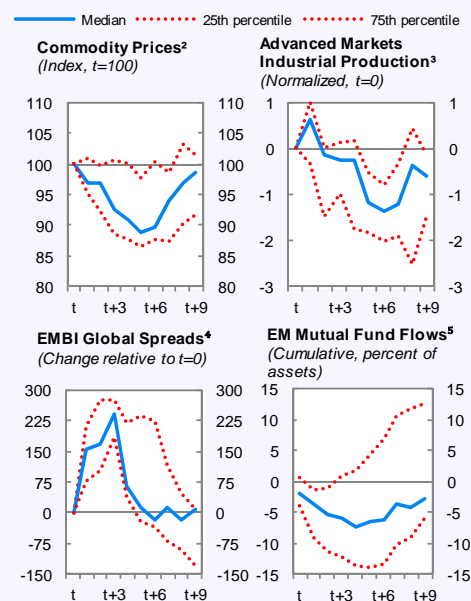 Median 25th percentile 75th percentile
Commodity Prices²
(Index, t=100)
110 110
105 105
100 100
95 95
90 90
85 85
80 80
t t+3 t+6 t+9
Advanced Markets
Industrial Production³
(Normalized, t=0)
1 1
0 0
-1 -1
-2 -2
-3 -3
t t+3 t+6 t+9
EMBI Global Spreads⁴
(Change relative to t=0)
300 300
225 225
150 150
75 75
0 0
-75 -75
-150 -150
t t+3 t+6 t+9
EM Mutual Fund Flows⁵
(Cumulative, percent of
assets)
15 15
10 10
5 5
0 0
-5 -5
-10 -10
-15 -15
t t+3 t+6 t+9